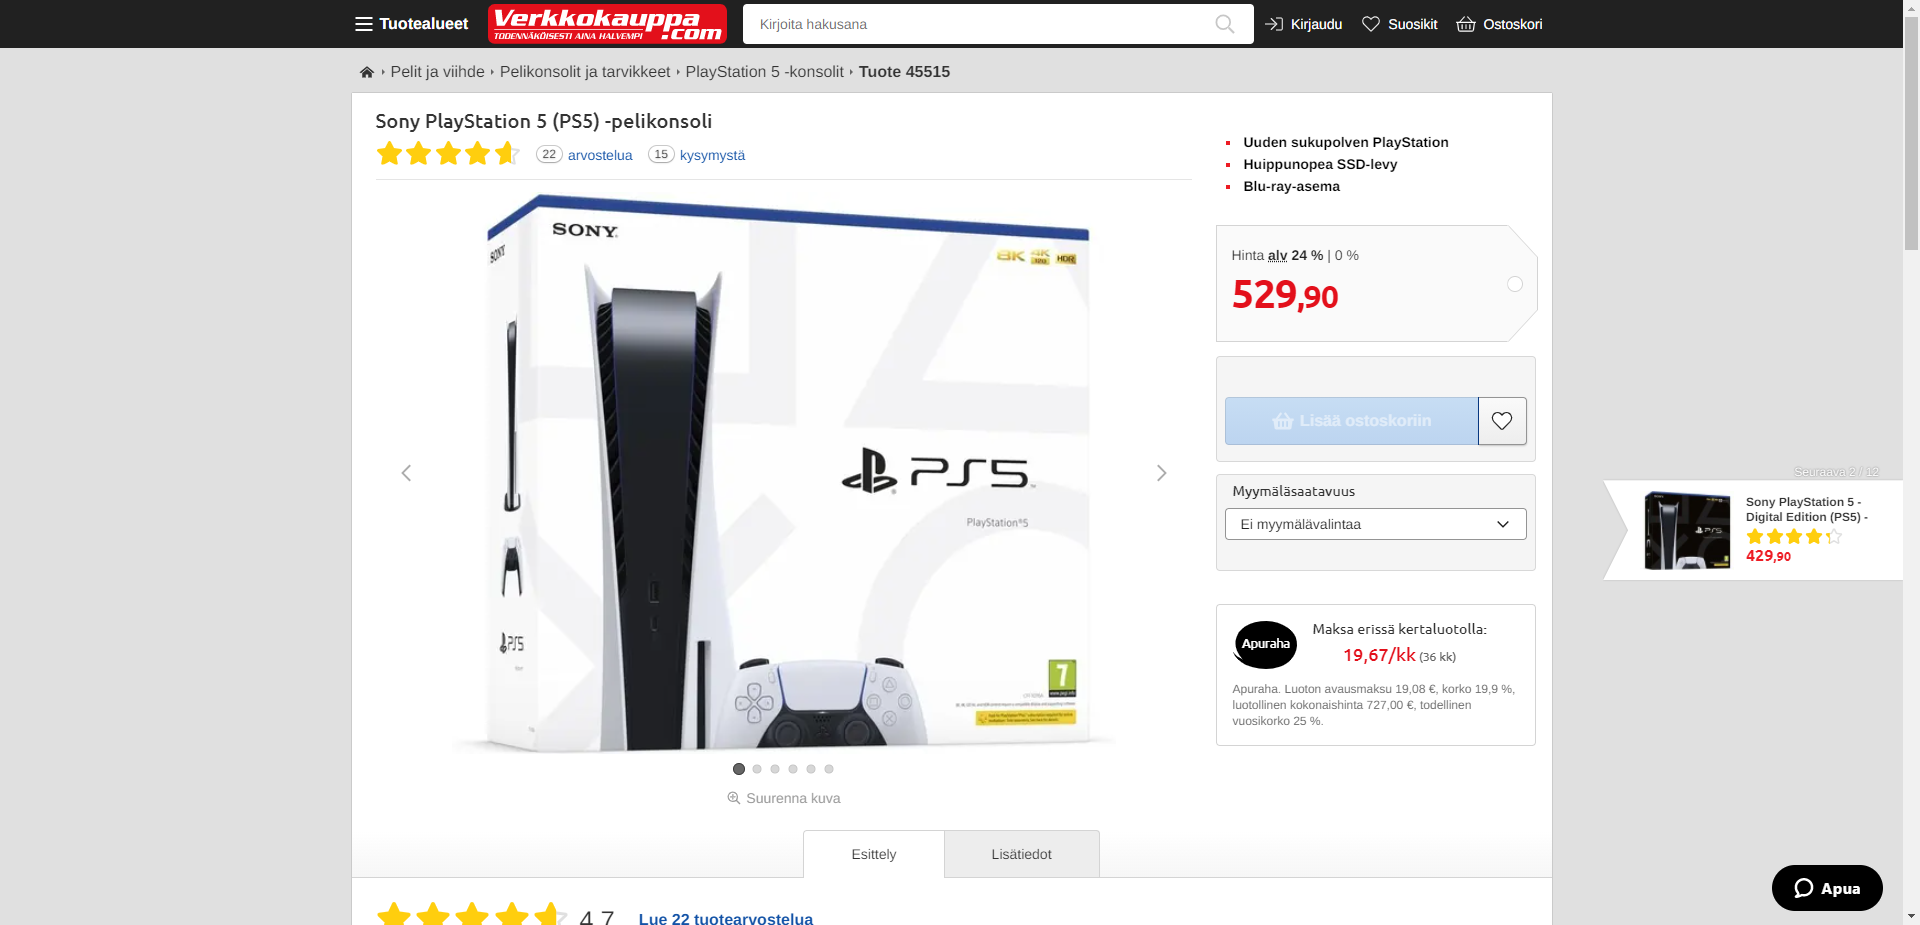 Tuotealueet
Verkkokauppa.com
TODENNÄKÖISESTI AINA HALVEMPI
Kirjoita hakusana
Kirjaudu
Suosikit
Ostoskori
Pelit ja viihde
Pelikonsolit ja tarvikkeet
PlayStation 5 -konsolit
Tuote 45515
Sony PlayStation 5 (PS5) -pelikonsoli
22 arvostelua
15 kysymystä
SONY
SONY
8K 4K HDR
PS5
PlayStation®5
PS5
7
Uuden sukupolven PlayStation
Huippunopea SSD-levy
Blu-ray-asema
Hinta alv 24 % | 0 %
529,90
Lisää ostoskoriin
Myymäläsaatavuus
Ei myymälävalintaa
Apuraha
Maksa erissä kertaluotolla:
19,67/kk (36 kk)
Apuraha. Luoton avausmaksu 19,08 €, korko 19,9 %,
luotollinen kokonaishinta 727,00 €, todellinen
vuosikorko 25 %.
Seuraava 2 / 12
Sony PlayStation 5 -
Digital Edition (PS5) -
429,90
PS5
Suurenna kuva
Esittely
Lisätiedot
4.7
Lue 22 tuotearvostelua
Apua